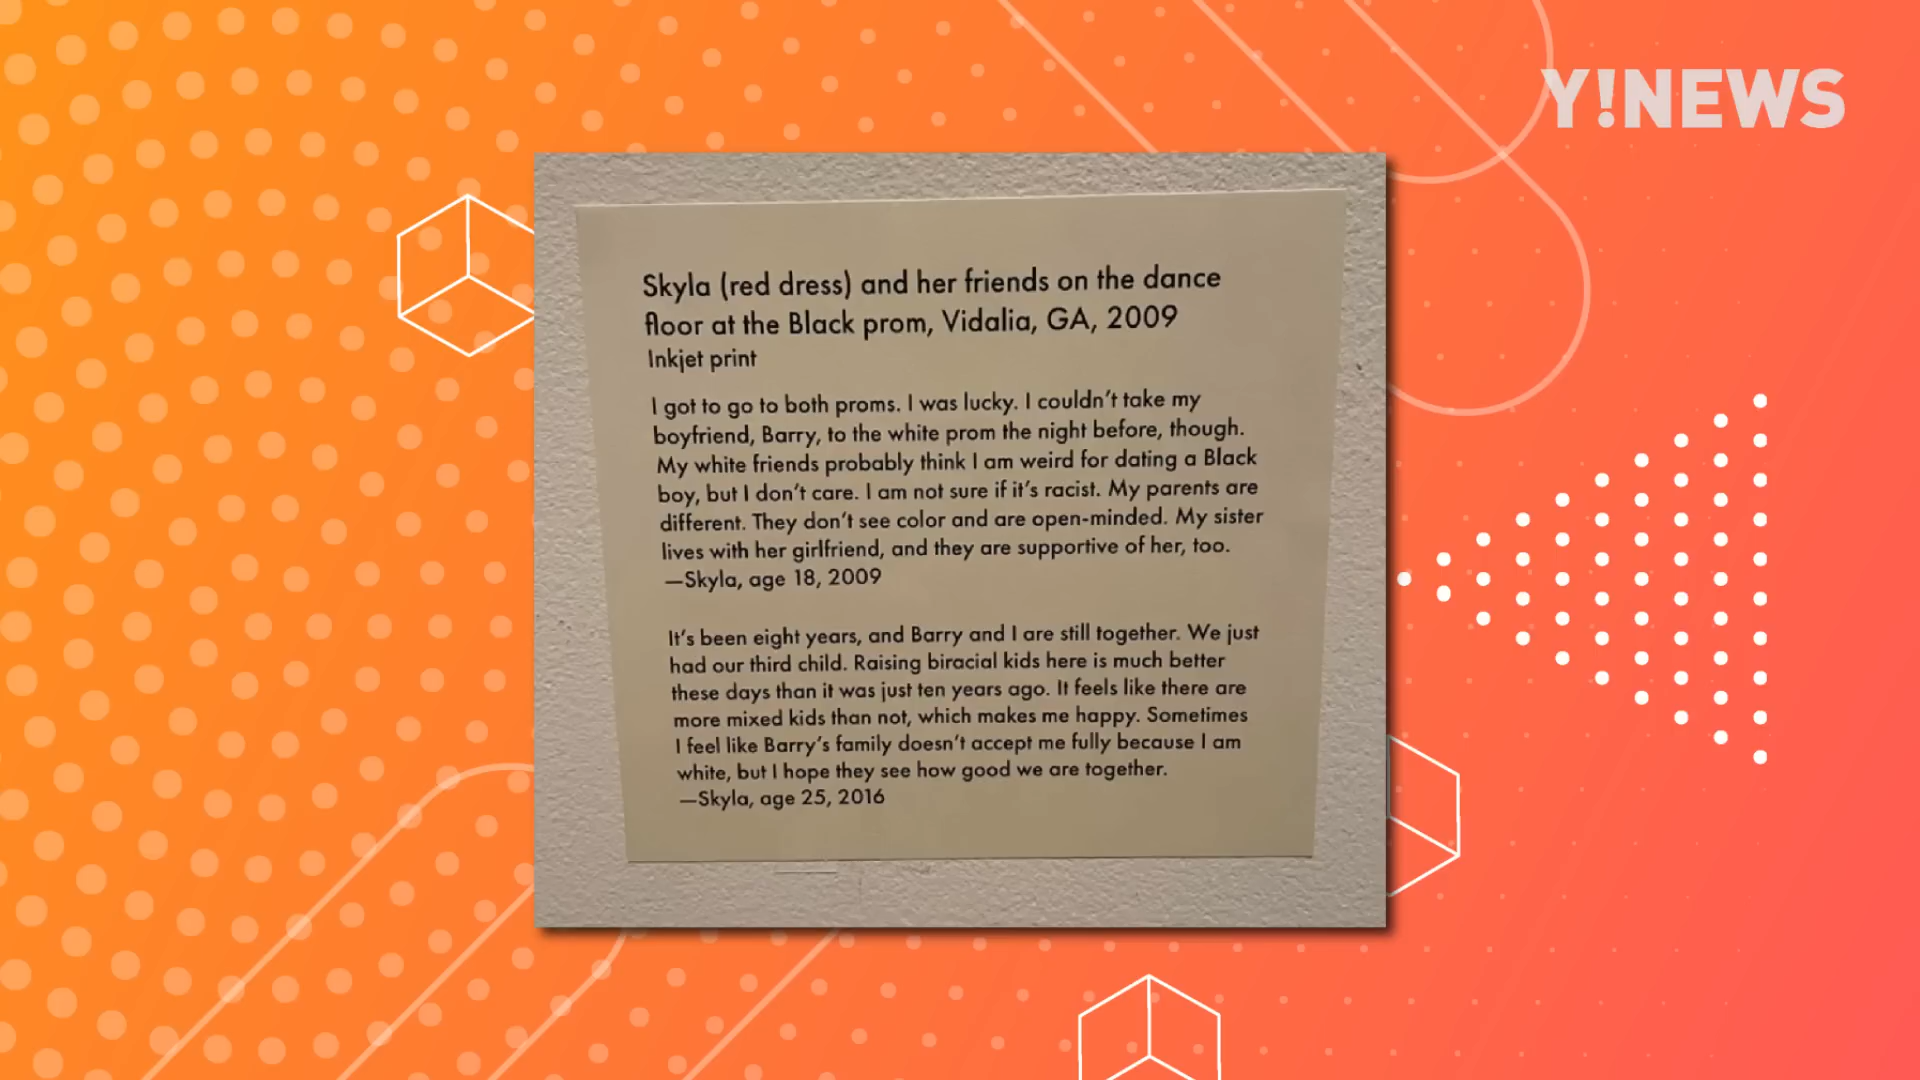 Y!NEWS
Skyla (red dress) and her friends on the dance
floor at the Black prom, Vidalia, GA, 2009
Inkjet print
I got to go to both proms. I was lucky. I couldn't take my
boyfriend, Barry, to the white prom the night before, though.
My white friends probably think I am weird for dating a Black
boy, but I don't care. I am not sure if it's racist. My parents are
different. They don't see color and are open-minded. My sister
lives with her girlfriend, and they are supportive of her, too.
—Skyla, age 18, 2009
It's been eight years, and Barry and I are still together. We just
had our third child. Raising biracial kids here is much better
these days than it was just ten years ago. It feels like there are
more mixed kids than not, which makes me happy. Sometimes
I feel like Barry's family doesn't accept me fully because I am
white, but I hope they see how good we are together.
—Skyla, age 25, 2016